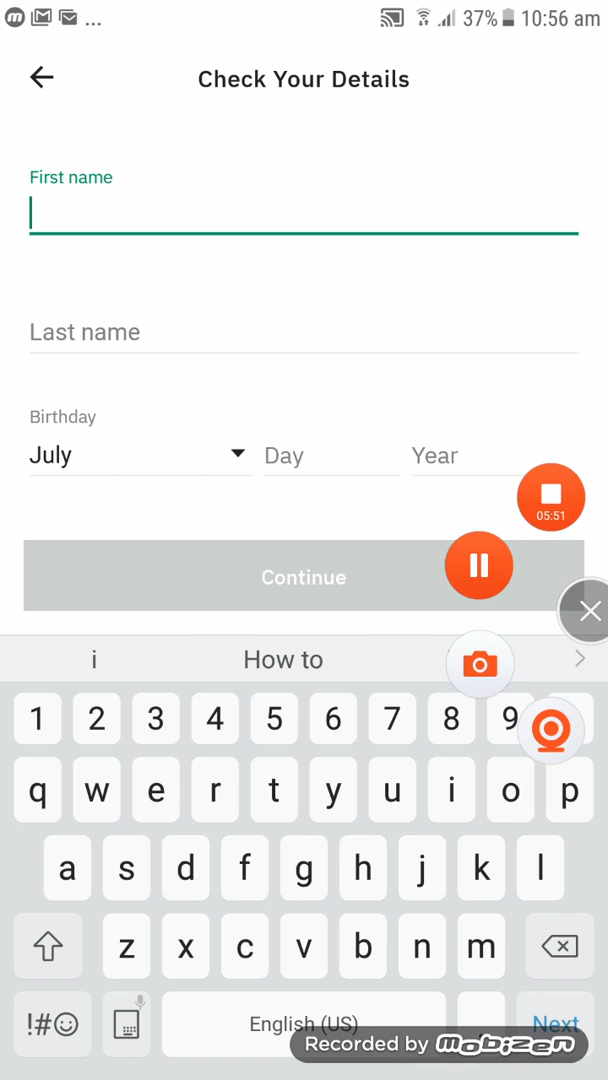 m ... 37% 10:56 am
Check Your Details
First name
Last name
Birthday
July Day Year
05:51
Continue
i How to
1 2 3 4 5 6 7 8 9
q w e r t y u i o p
a s d f g h j k l
z x c v b n m
!#☺ English (US) Next
Recorded by mobizen